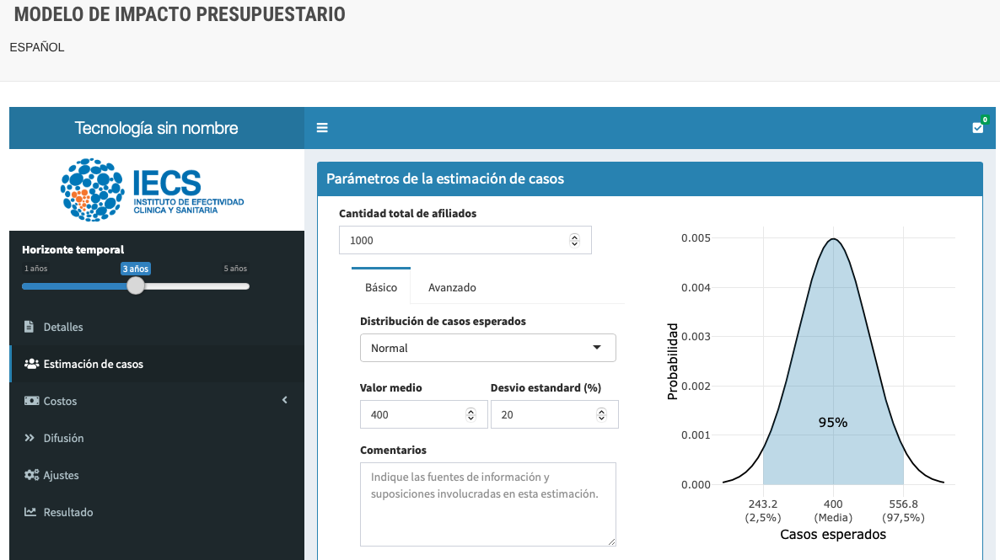 MODELO DE IMPACTO PRESUPUESTARIO
ESPAÑOL
Tecnología sin nombre
0
IECS
INSTITUTO DE EFECTIVIDAD
CLINICA Y SANITARIA
Horizonte temporal
1 años
3 años
5 años
Detalles
Estimación de casos
Costos
Difusión
Ajustes
Resultado
Parámetros de la estimación de casos
Cantidad total de afiliados
1000
Básico
Avanzado
Distribución de casos esperados
Normal
Valor medio
Desvio estandard (%)
400
20
Comentarios
Indique las fuentes de información y
suposiciones involucradas en esta estimación.
Probabilidad
0.005
0.004
0.003
0.002
0.001
0.000
95%
243.2
(2,5%)
400
(Media)
556.8
(97,5%)
Casos esperados